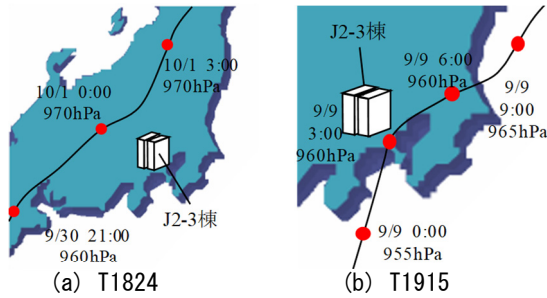 10/1 3:00
970hPa
10/1 0:00
970hPa
J2-3棟
9/30 21:00
960hPa
(a) T1824
J2-3棟
9/9 6:00
960hPa
9/9
9:00
965hPa
9/9
3:00
960hPa
9/9 0:00
955hPa
(b) T1915